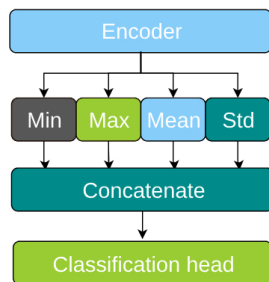 Encoder
Min Max Mean Std
Concatenate
Classification head